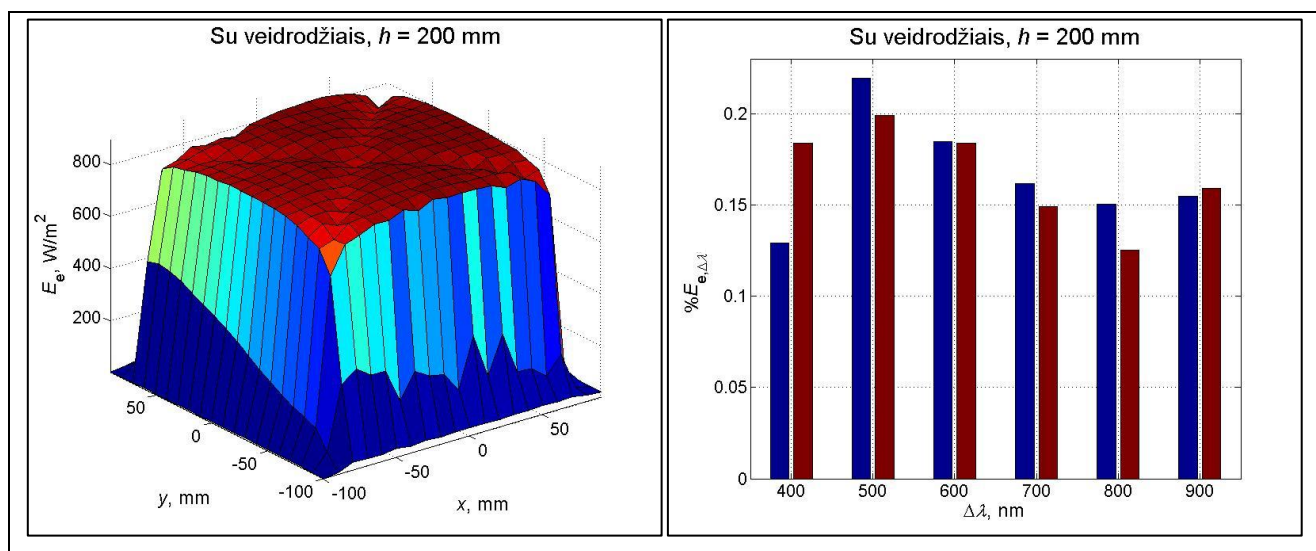 Su veidrodžiais, h = 200 mm
800
600
400
200
Ee, W/m²
50
0
-50
-100
y, mm
-100
-50
0
50
x, mm
Su veidrodžiais, h = 200 mm
0.2
0.15
0.1
0.05
0
%Ee,Δλ
400 500 600 700 800 900
Δλ, nm